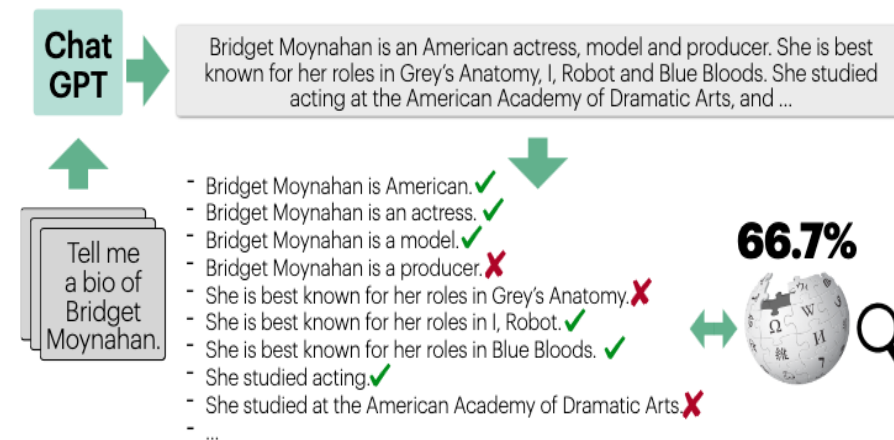 Chat
GPT
Bridget Moynahan is an American actress, model and producer. She is best
known for her roles in Grey's Anatomy, I, Robot and Blue Bloods. She studied
acting at the American Academy of Dramatic Arts, and ...
Tell me
a bio of
Bridget
Moynahan.
- Bridget Moynahan is American. ✓
- Bridget Moynahan is an actress. ✓
- Bridget Moynahan is a model. ✓
- Bridget Moynahan is a producer. ✘
- She is best known for her roles in Grey's Anatomy. ✘
- She is best known for her roles in I, Robot. ✓
- She is best known for her roles in Blue Bloods. ✓
- She studied acting. ✓
- She studied at the American Academy of Dramatic Arts. ✘
- ...
66.7%
Ω W И 維